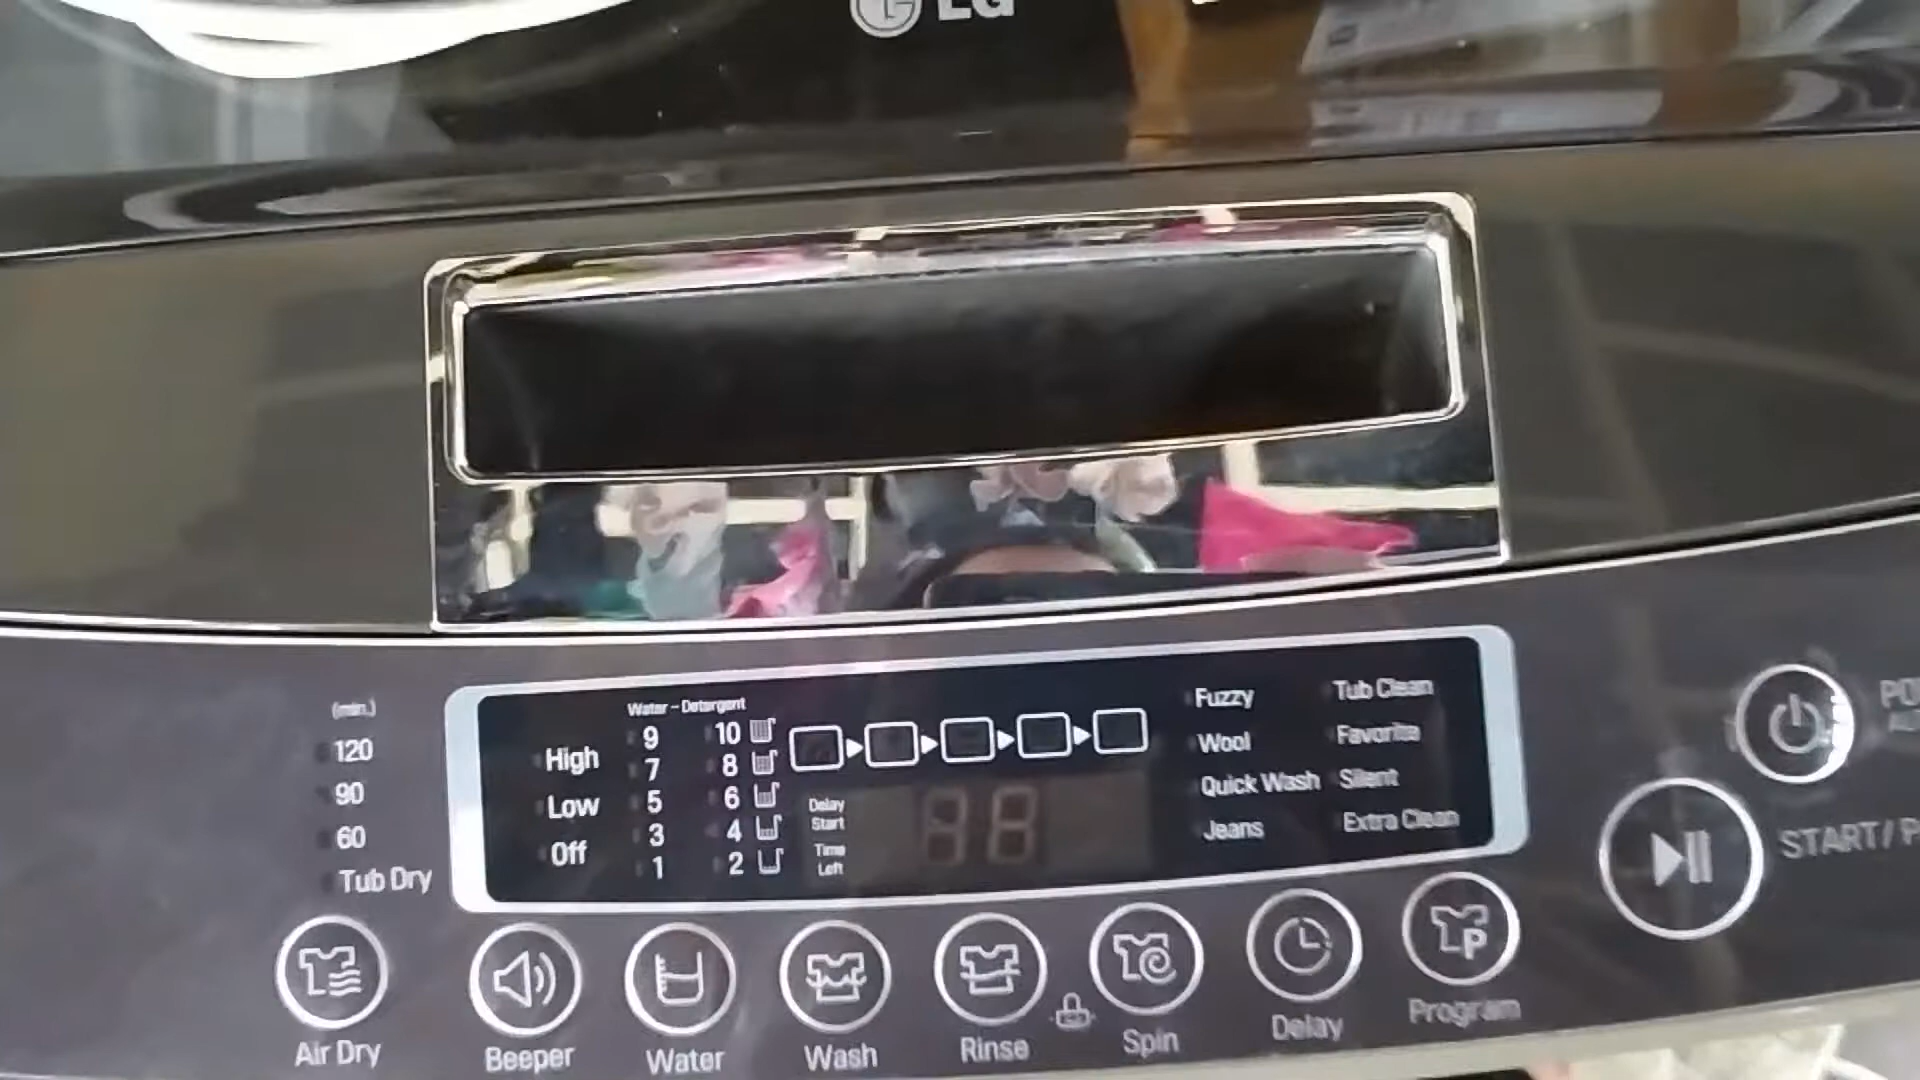 LG
(min.)
120
90
60
Tub Dry
High
Low
Off
Water - Detergent
9 10
7 8
5 6
3 4
1 2
Delay
Start
Time
Left
88
Fuzzy
Wool
Quick Wash
Jeans
Tub Clean
Favorite
Silent
Extra Clean
START/P
Air Dry
Beeper
Water
Wash
Rinse
Spin
Delay
P
Program